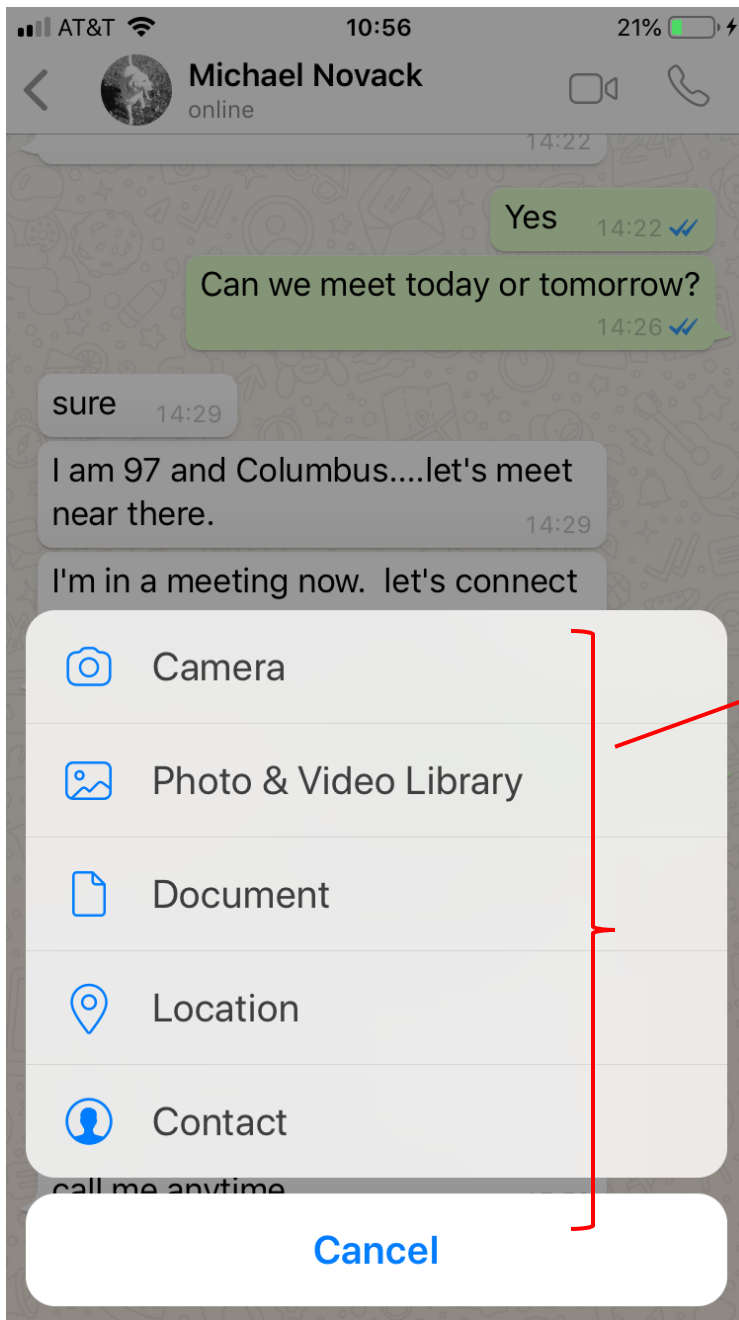 AT&T 10:56 21%
Michael Novack
online
14:22
Yes 14:22
Can we meet today or tomorrow?
14:26
sure 14:29
I am 97 and Columbus....let's meet
near there. 14:29
I'm in a meeting now. let's connect
Camera
Photo & Video Library
Document
Location
Contact
call me anytime
Cancel